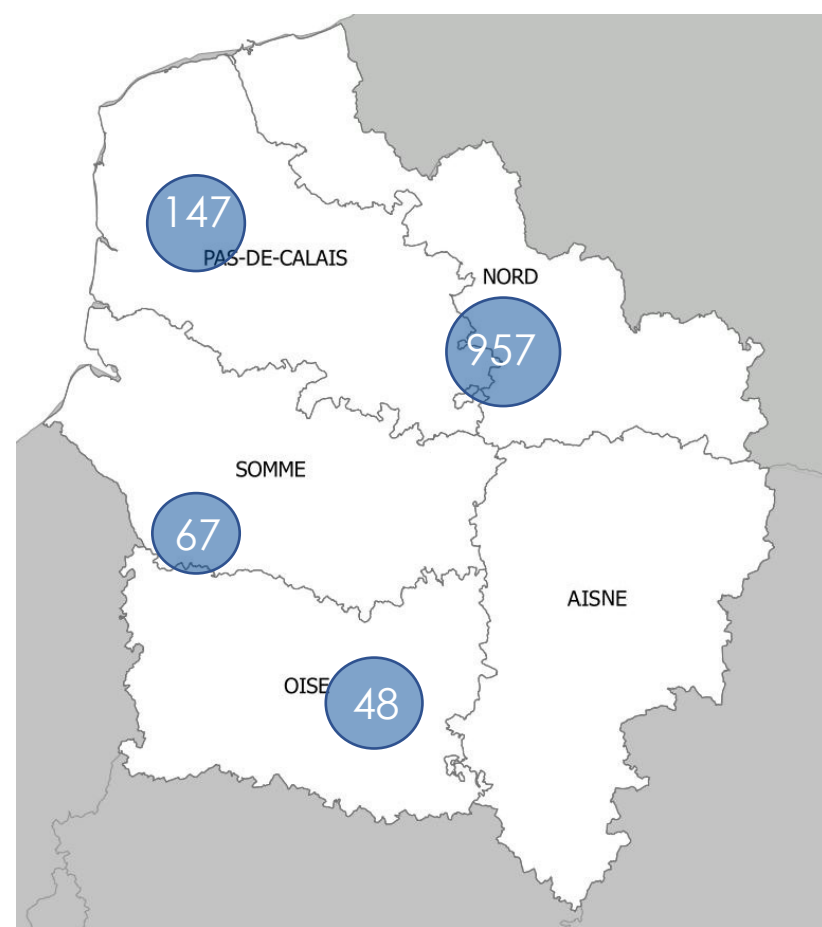 147
PAS-DE-CALAIS
NORD
957
SOMME
67
AISNE
OISE
48